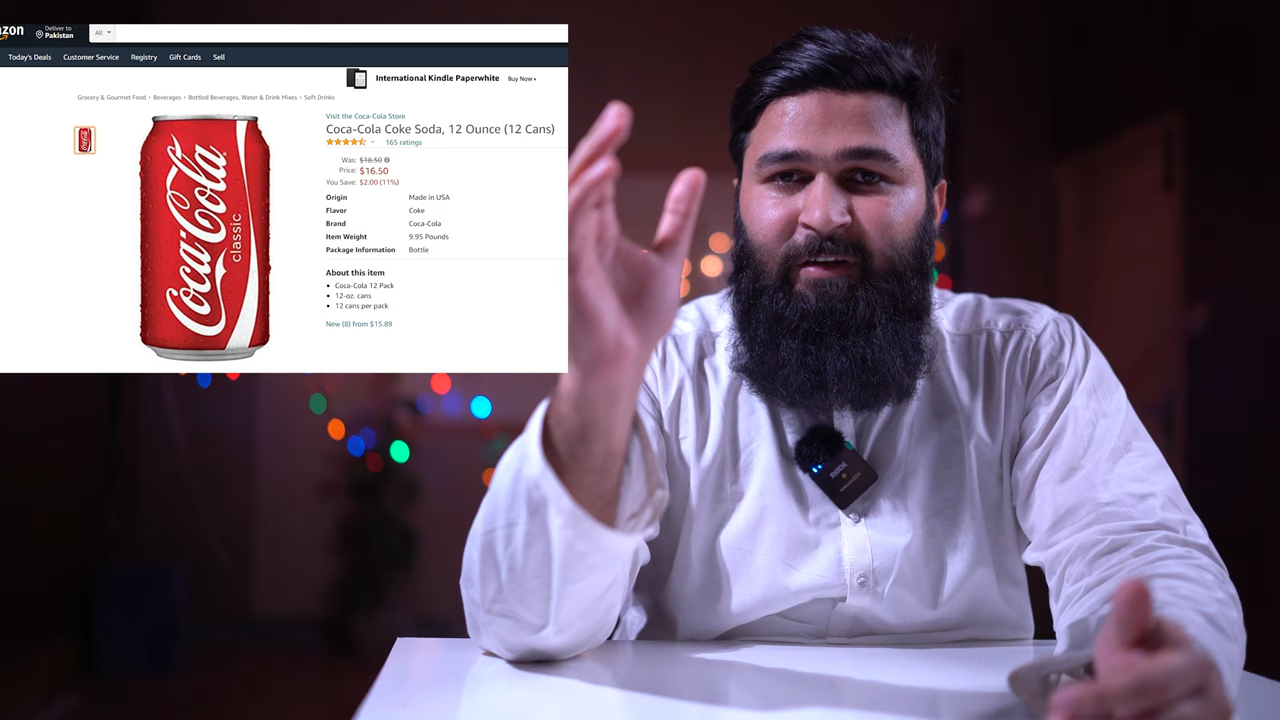 azon
Deliver to
Pakistan
All
Today's Deals Customer Service Registry Gift Cards Sell
International Kindle Paperwhite Buy Now ›
Grocery & Gourmet Food › Beverages › Bottled Beverages, Water & Drink Mixes › Soft Drinks
Visit the Coca-Cola Store
Coca-Cola Coke Soda, 12 Ounce (12 Cans)
165 ratings
Was: $18.50
Price: $16.50
You Save: $2.00 (11%)
Origin Made in USA
Flavor Coke
Brand Coca-Cola
Item Weight 9.95 Pounds
Package Information Bottle
About this item
• Coca-Cola 12 Pack
• 12-oz. cans
• 12 cans per pack
New (8) from $15.89
Coca-Cola
classic
RØDE